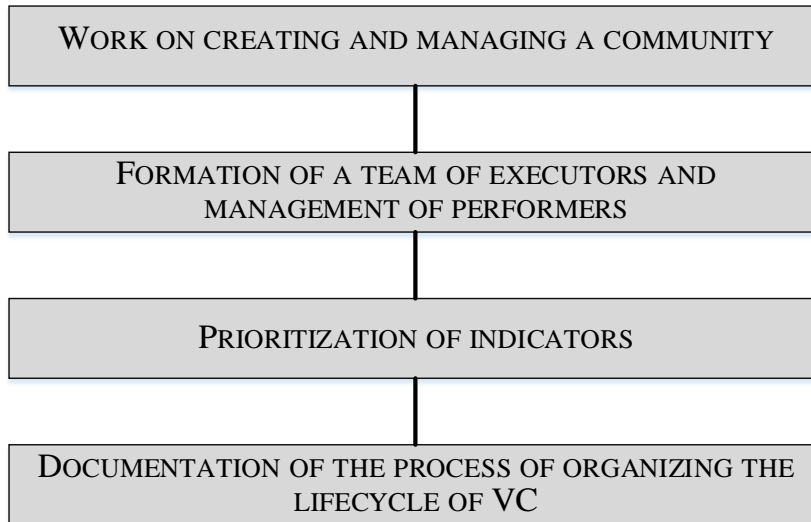 WORK ON CREATING AND MANAGING A COMMUNITY
FORMATION OF A TEAM OF EXECUTORS AND
MANAGEMENT OF PERFORMERS
PRIORITIZATION OF INDICATORS
DOCUMENTATION OF THE PROCESS OF ORGANIZING THE
LIFECYCLE OF VC